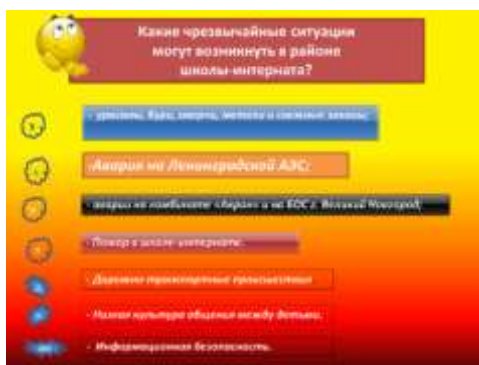 Какие чрезвычайные ситуации
могут возникнуть в районе
школы-интерната?
- ураганы, бури, смерчи, метели и снежные заносы;
-Авария на Ленинградской АЭС;
- аварии на комбинате «Акрон» и на БОС г. Великий Новгород;
- Пожар в школе-интернате.
- Дорожно-транспортные происшествия
- Низкая культура общения между детьми.
- Информационная безопасность.